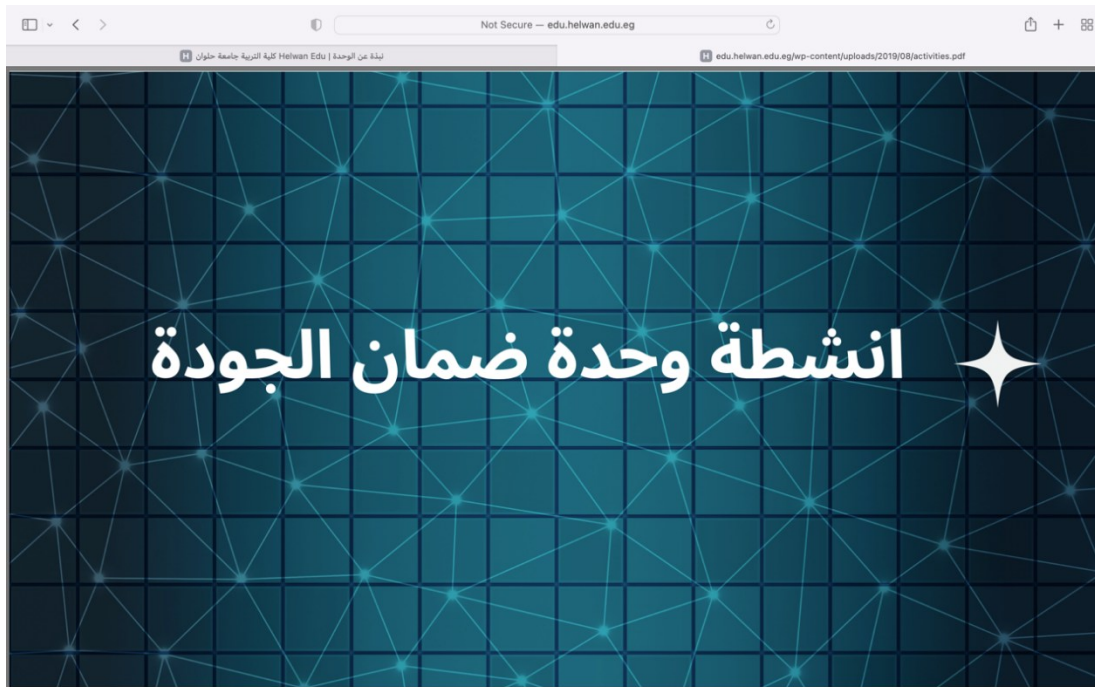 Not Secure — edu.helwan.edu.eg
نبذة عن الوحدة | Helwan Edu كلية التربية جامعة حلوان
edu.helwan.edu.eg/wp-content/uploads/2019/08/activities.pdf
انشطة وحدة ضمان الجودة